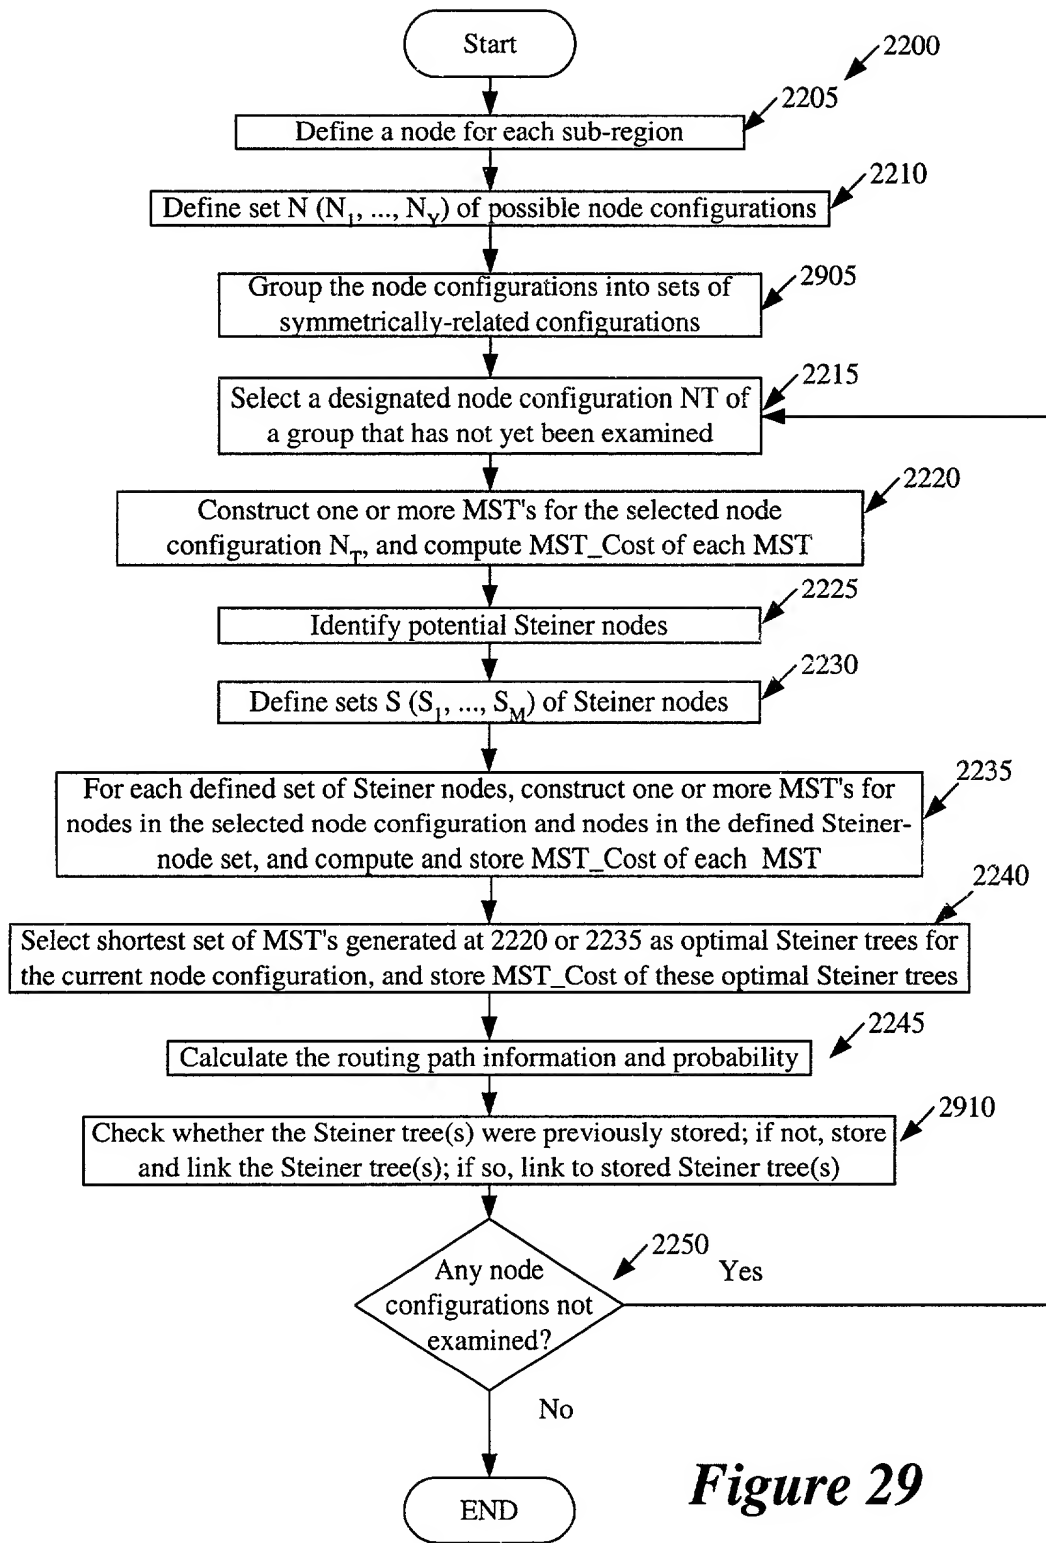 Start
2200
2205
Define a node for each sub-region
2210
Define set N (N1, ..., NY) of possible node configurations
2905
Group the node configurations into sets of
symmetrically-related configurations
2215
Select a designated node configuration NT of
a group that has not yet been examined
2220
Construct one or more MST's for the selected node
configuration NT, and compute MST_Cost of each MST
2225
Identify potential Steiner nodes
2230
Define sets S (S1, ..., SM) of Steiner nodes
2235
For each defined set of Steiner nodes, construct one or more MST's for
nodes in the selected node configuration and nodes in the defined Steiner-
node set, and compute and store MST_Cost of each MST
2240
Select shortest set of MST's generated at 2220 or 2235 as optimal Steiner trees for
the current node configuration, and store MST_Cost of these optimal Steiner trees
2245
Calculate the routing path information and probability
2910
Check whether the Steiner tree(s) were previously stored; if not, store
and link the Steiner tree(s); if so, link to stored Steiner tree(s)
2250
Any node
configurations not
examined?
Yes
No
END
Figure 29